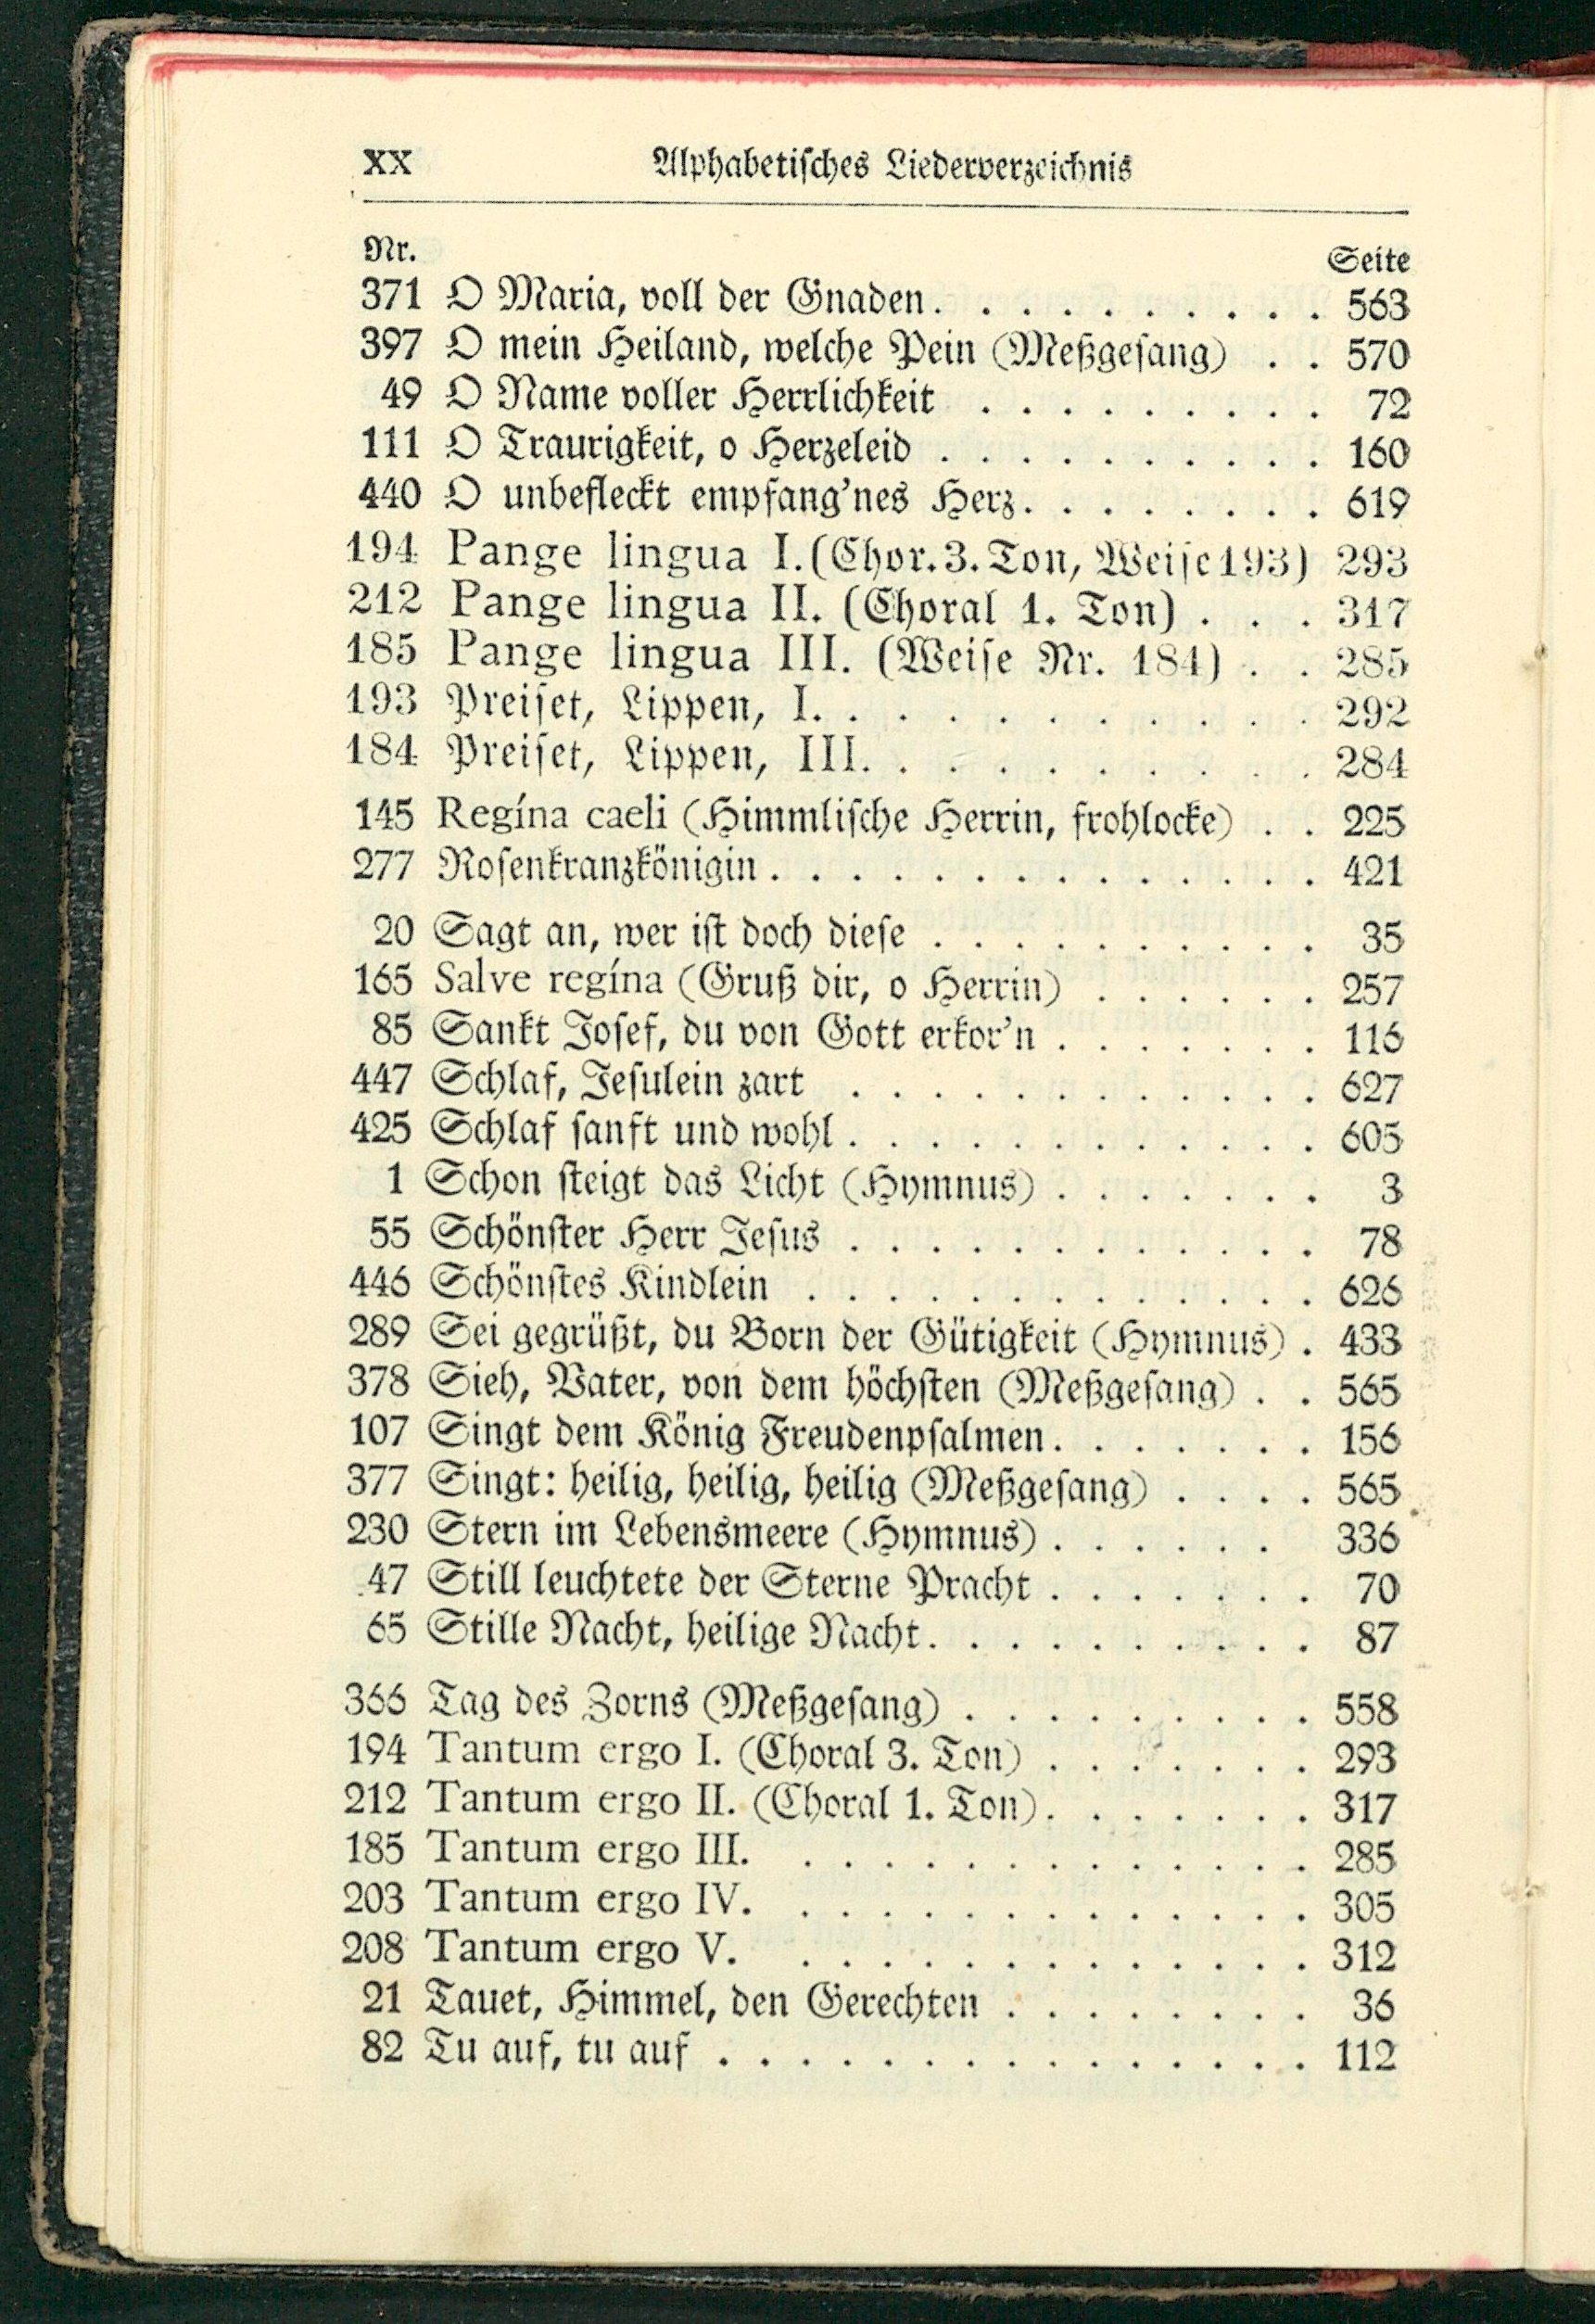 XX Alphabetisches Liederverzeichnis
Nr. Seite
371 O Maria, voll der Gnaden. . . . . . . . . . 563
397 O mein Heiland, welche Pein (Meßgesang) . . 570
49 O Name voller Herrlichkeit . . . . . . . . . 72
111 O Traurigkeit, o Herzeleid . . . . . . . . . . 160
440 O unbefleckt empfang'nes Herz. . . . . . . . 619
194 Pange lingua I. (Chor. 3. Ton, Weise 193) 293
212 Pange lingua II. (Choral 1. Ton) . . . 317
185 Pange lingua III. (Weise Nr. 184) . . 285
193 Preiset, Lippen, I. . . . . . . . . . . . . 292
184 Preiset, Lippen, III. . . . . . . . . . . . 284
145 Regína caeli (Himmlische Herrin, frohlocke) . . 225
277 Rosenkranzkönigin . . . . . . . . . . . . . . 421
20 Sagt an, wer ist doch diese . . . . . . . . . . 35
165 Salve regína (Gruß dir, o Herrin) . . . . . . 257
85 Sankt Josef, du von Gott erkor'n . . . . . . . 116
447 Schlaf, Jesulein zart . . . . . . . . . . . . 627
425 Schlaf sanft und wohl . . . . . . . . . . . . 605
1 Schon steigt das Licht (Hymnus) . . . . . . . 3
55 Schönster Herr Jesus . . . . . . . . . . . . 78
446 Schönstes Kindlein . . . . . . . . . . . . . 626
289 Sei gegrüßt, du Born der Gütigkeit (Hymnus) . 433
378 Sieh, Vater, von dem höchsten (Meßgesang) . . 565
107 Singt dem König Freudenpsalmen. . . . . . . 156
377 Singt: heilig, heilig, heilig (Meßgesang) . . . . 565
230 Stern im Lebensmeere (Hymnus) . . . . . . 336
47 Still leuchtete der Sterne Pracht . . . . . . . 70
65 Stille Nacht, heilige Nacht. . . . . . . . . . 87
366 Tag des Zorns (Meßgesang) . . . . . . . . . 558
194 Tantum ergo I. (Choral 3. Ton) . . . . . . . 293
212 Tantum ergo II. (Choral 1. Ton). . . . . . . 317
185 Tantum ergo III. . . . . . . . . . . . . . 285
203 Tantum ergo IV. . . . . . . . . . . . . . 305
208 Tantum ergo V. . . . . . . . . . . . . . 312
21 Tauet, Himmel, den Gerechten . . . . . . . . 36
82 Tu auf, tu auf . . . . . . . . . . . . . . . 112